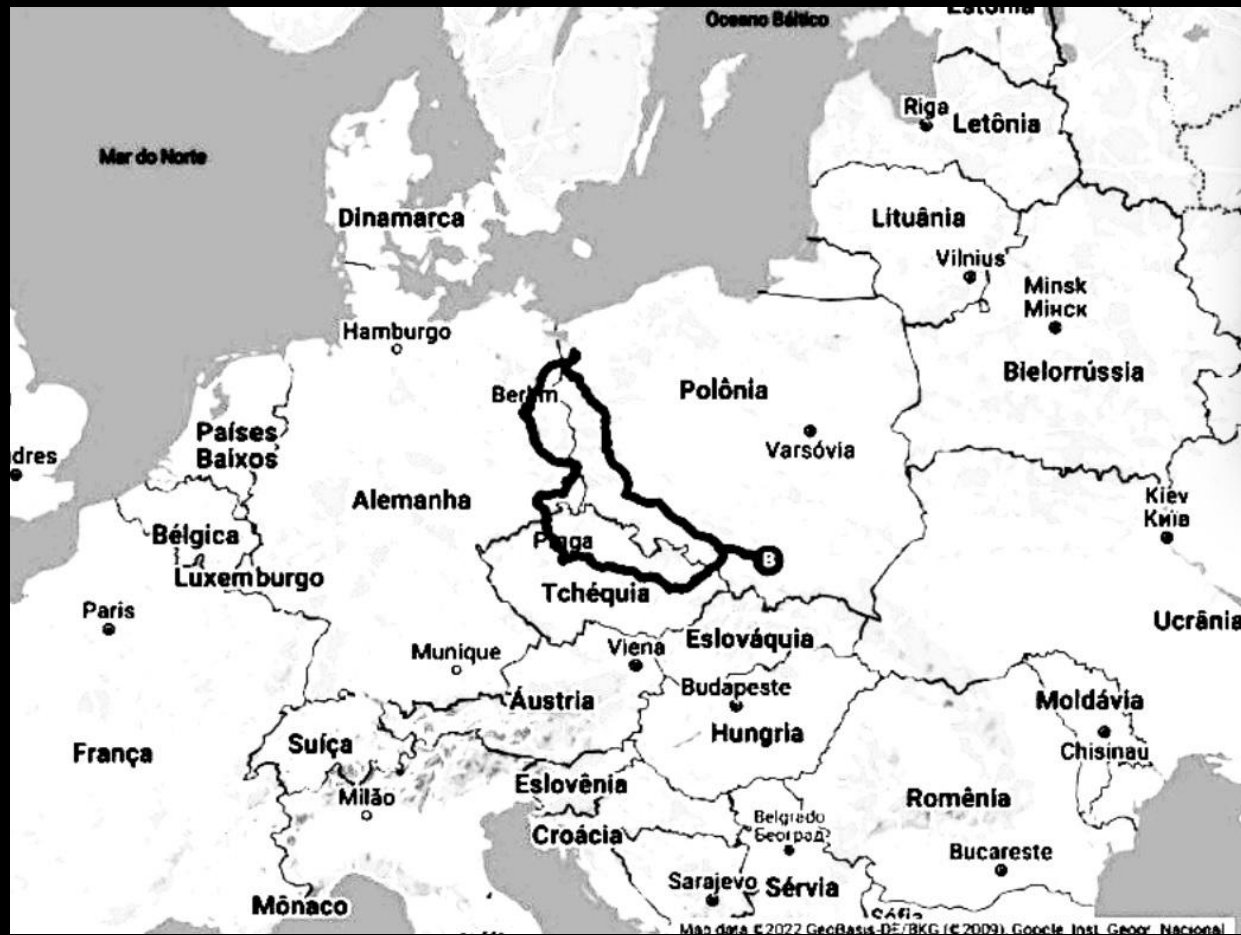 Estônia
Oceano Báltico
Riga
Letônia
Mar do Norte
Dinamarca
Lituânia
Vilnius
Minsk
Мінск
Hamburgo
Bielorrússia
Polônia
Berlim
Países
Baixos
Varsóvia
dres
Alemanha
Kiev
Київ
Bélgica
Praga
B
Luxemburgo
Tchéquia
Paris
Ucrânia
Eslováquia
Viena
Munique
Budapeste
Áustria
Moldávia
Hungria
Suíça
França
Chisinau
Eslovênia
Milão
Romênia
Belgrado
Београд
Croácia
Bucareste
Sarajevo
Sérvia
Mônaco
Sófia
Map data ©2022 GeoBasis-DE/BKG (©2009), Google, Inst. Geogr. Nacional